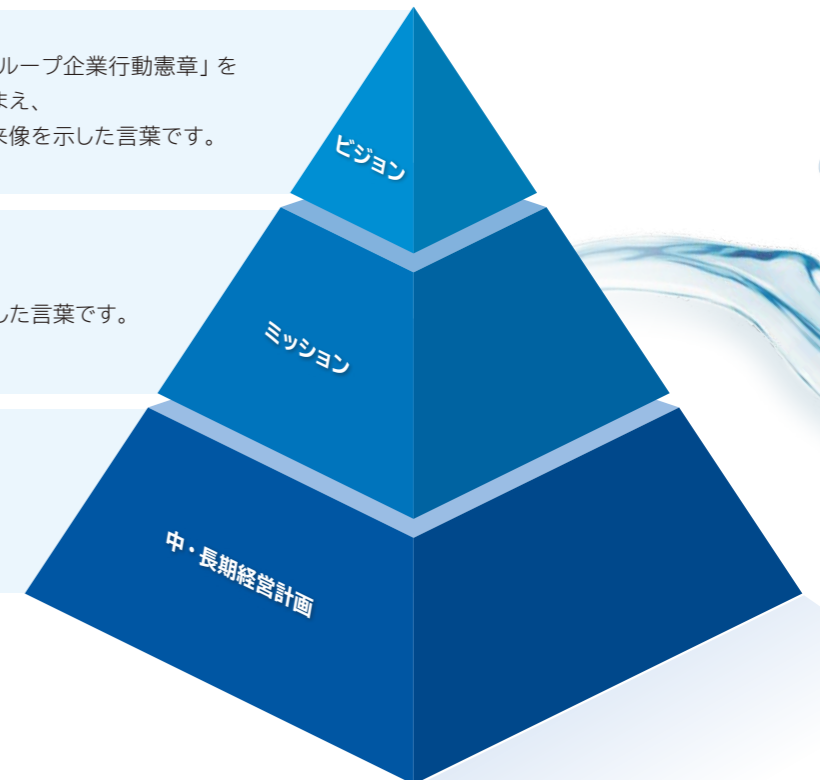 ループ企業行動憲章」を
まえ、
来像を示した言葉です。
ビジョン
した言葉です。
ミッション
中・長期経営計画